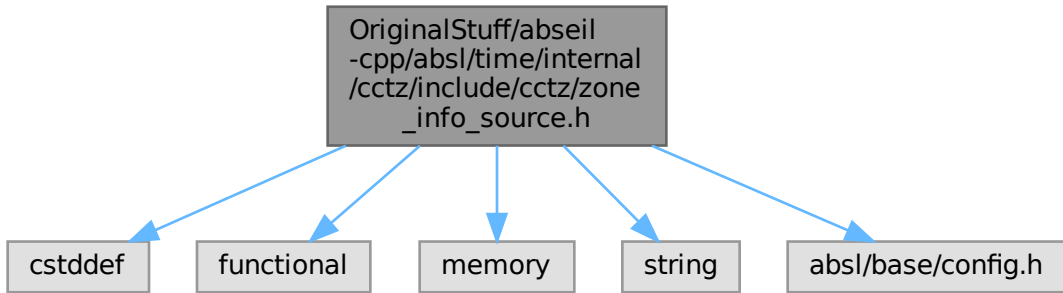 OriginalStuff/abseil
-cpp/absl/time/internal
/cctz/include/cctz/zone
_info_source.h
cstddef
functional
memory
string
absl/base/config.h